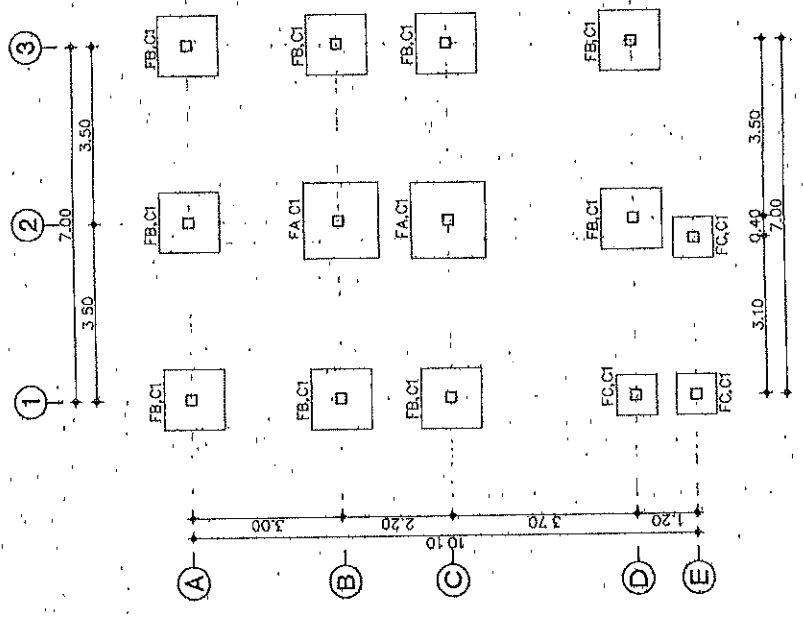 1
2
3
7.00
3.50
3.50
FB,C1
FB,C1
FB,C1
A
FB,C1
FA,C1
FB,C1
B
3.00
FB,C1
FA,C1
FB,C1
C
2.20
FC,C1
FB,C1
FB,C1
D
3.70
10.10
FC,C1
FC,C1
E
1.20
3.10
0.40
3.50
7.00